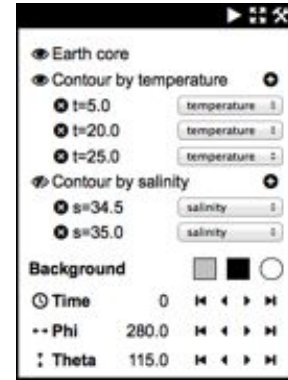 Earth core
Contour by temperature
t=5.0 temperature
t=20.0 temperature
t=25.0 temperature
Contour by salinity
s=34.5 salinity
s=35.0 salinity
Background
Time 0
Phi 280.0
Theta 115.0